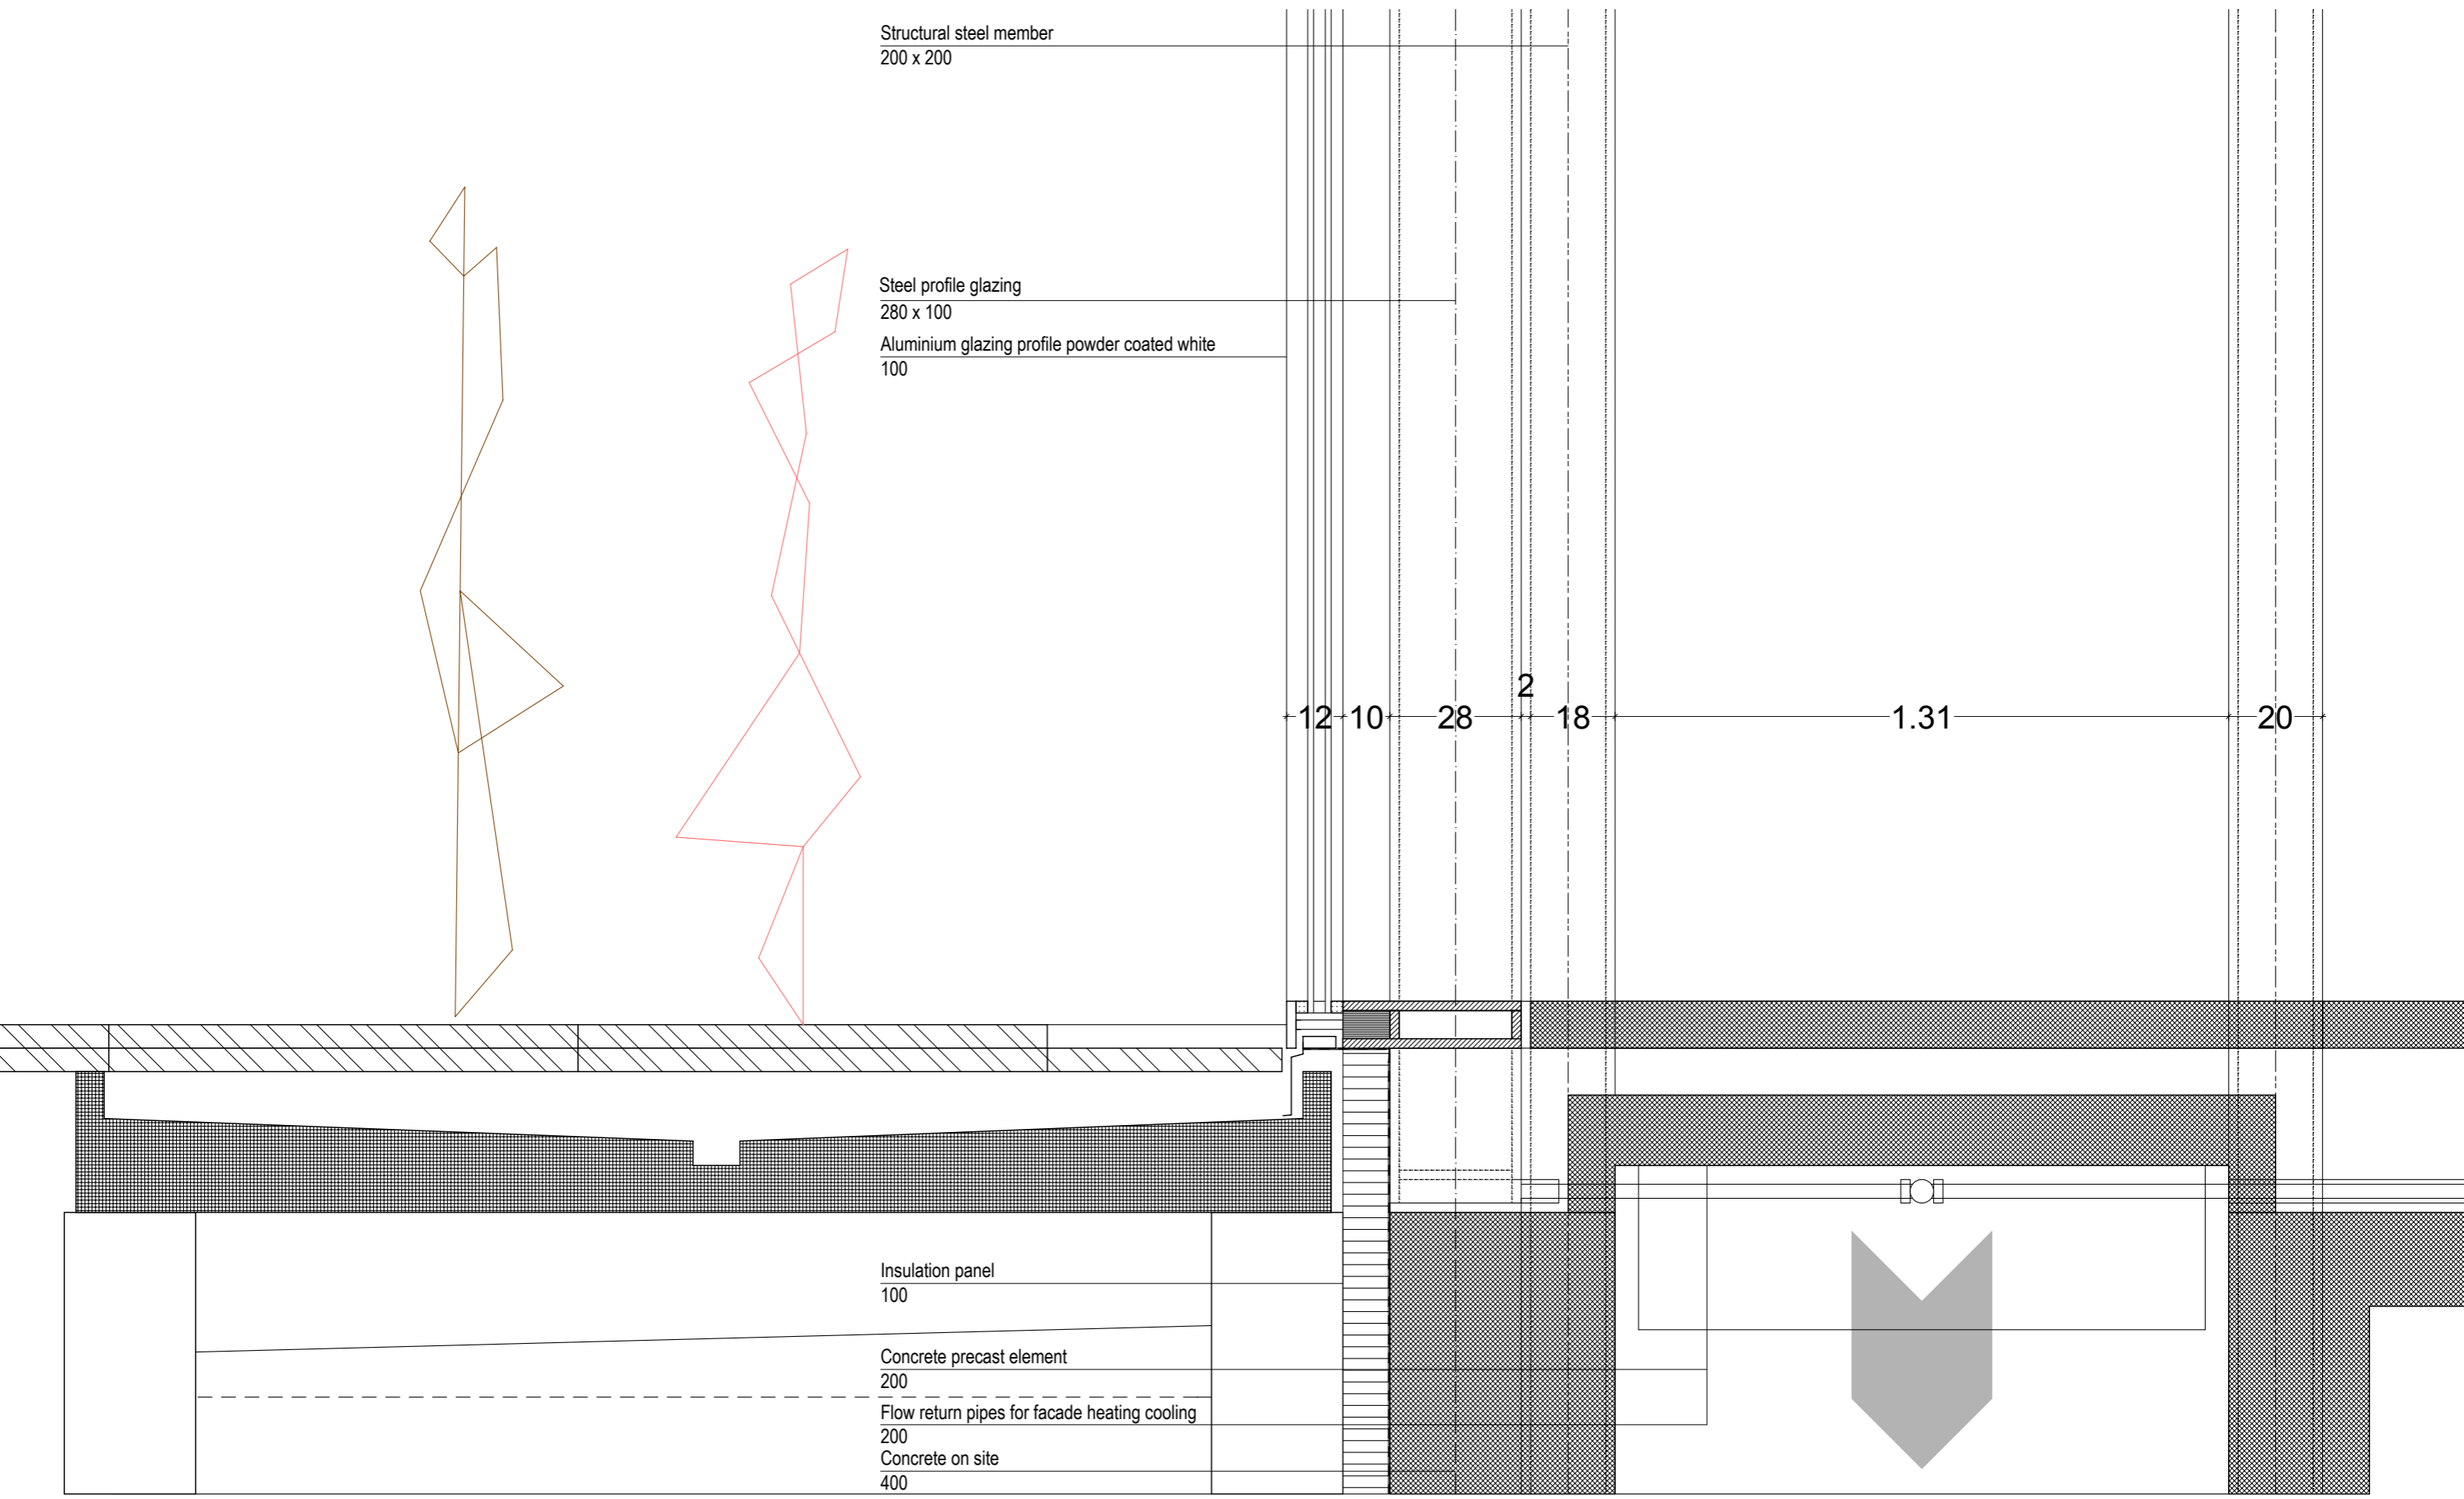 Structural steel member
200 x 200
Steel profile glazing
280 x 100
Aluminium glazing profile powder coated white
100
2
12 10 28 18 1.31 20
Insulation panel
100
Concrete precast element
200
Flow return pipes for facade heating cooling
200
Concrete on site
400